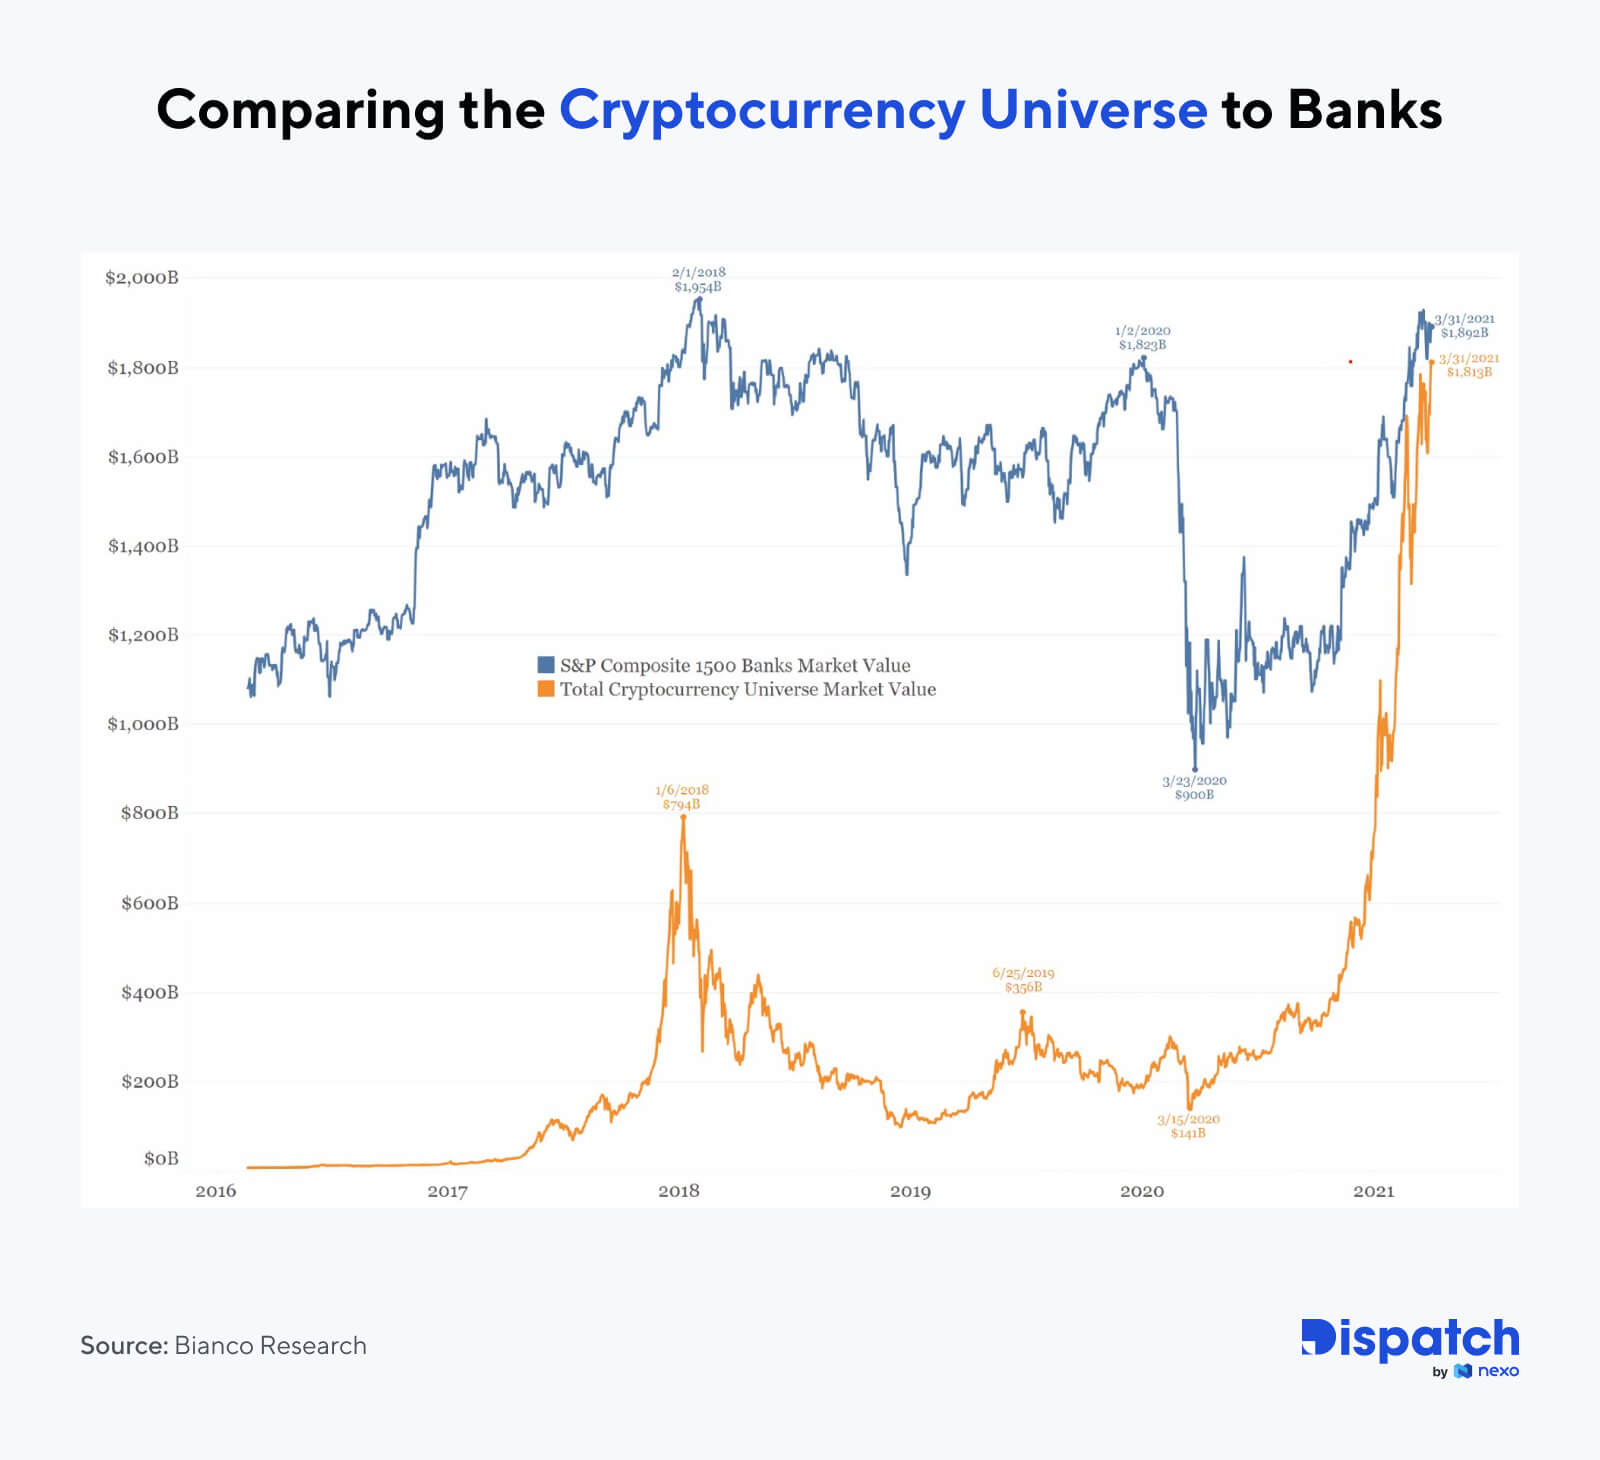 Comparing the Cryptocurrency Universe to Banks
$2,000B
$1,800B
$1,600B
$1,400B
$1,200B
$1,000B
$800B
$600B
$400B
$200B
$0B
2/1/2018
$1,954B
1/2/2020
$1,823B
3/31/2021
$1,892B
3/31/2021
$1,813B
S&P Composite 1500 Banks Market Value
Total Cryptocurrency Universe Market Value
3/23/2020
$900B
1/6/2018
$794B
6/25/2019
$356B
3/15/2020
$141B
2016
2017
2018
2019
2020
2021
Source: Bianco Research
Dispatch
by nexo